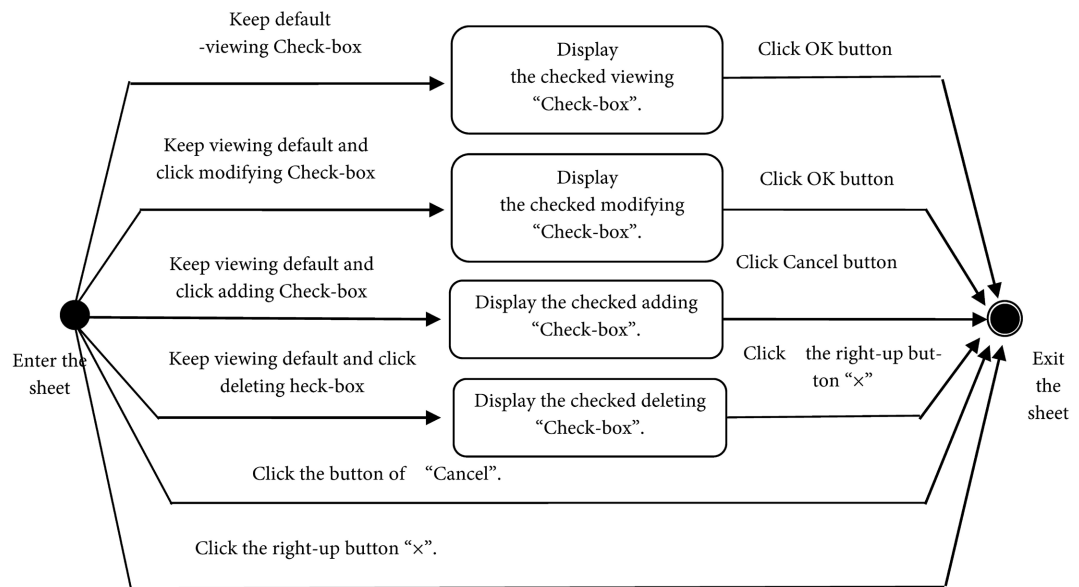 Keep default
-viewing Check-box
Display
the checked viewing
“Check-box”.
Click OK button
Keep viewing default and
click modifying Check-box
Display
the checked modifying
“Check-box”.
Click OK button
Keep viewing default and
click adding Check-box
Display the checked adding
“Check-box”.
Click Cancel button
Enter the
sheet
Keep viewing default and click
deleting heck-box
Display the checked deleting
“Check-box”.
Click the right-up but-
ton “×”
Exit
the
sheet
Click the button of “Cancel”.
Click the right-up button “×”.